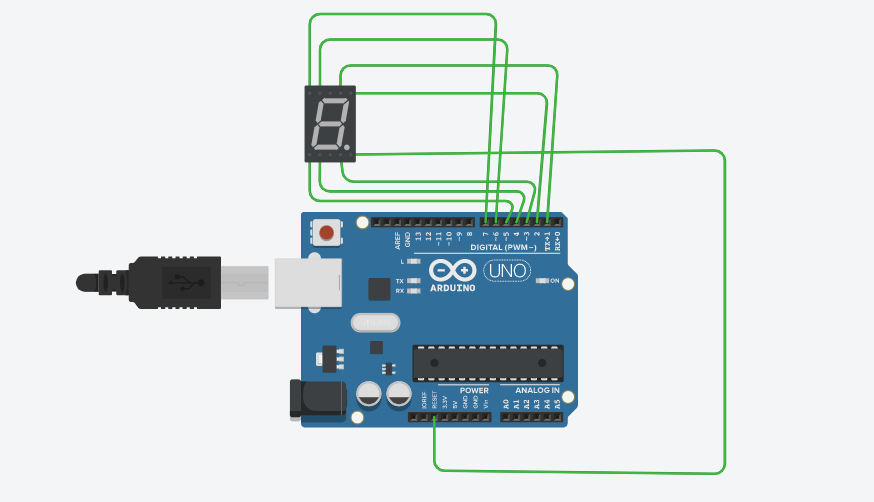 AREF
GND
13
12
~11
~10
~9
8
7
~6
~5
4
~3
2
TX→1
RX←0
DIGITAL (PWM~)
L
TX
RX
ARDUINO
UNO
ON
POWER
ANALOG IN
IOREF
RESET
3.3V
5V
GND
GND
Vin
A0
A1
A2
A3
A4
A5